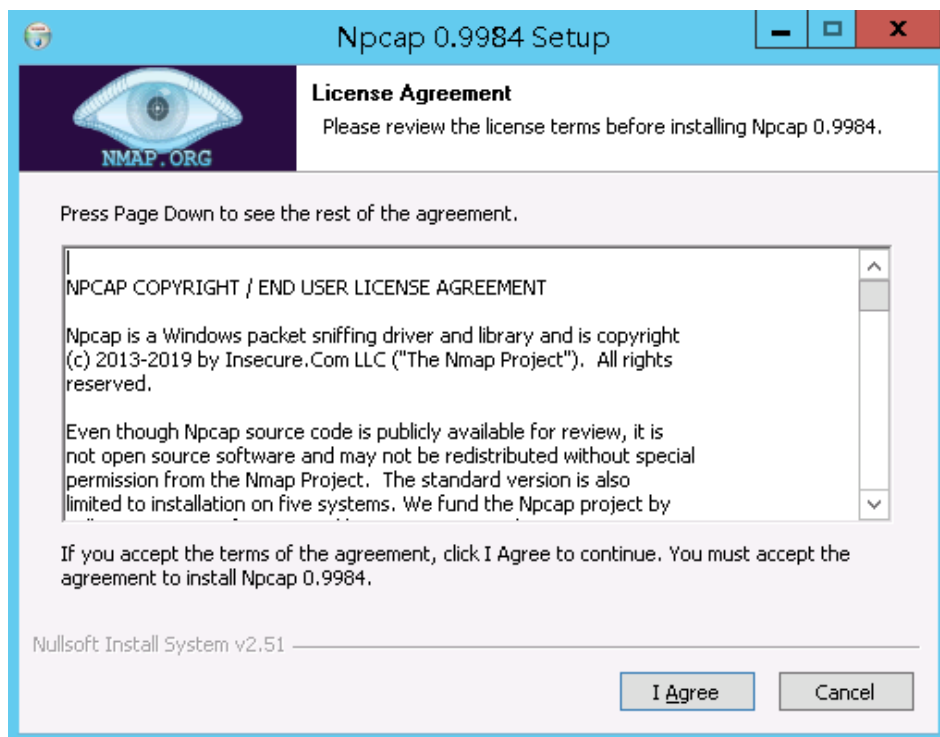 Npcap 0.9984 Setup
NMAP.ORG
License Agreement
Please review the license terms before installing Npcap 0.9984.
Press Page Down to see the rest of the agreement.
NPCAP COPYRIGHT / END USER LICENSE AGREEMENT
Npcap is a Windows packet sniffing driver and library and is copyright
(c) 2013-2019 by Insecure.Com LLC ("The Nmap Project").  All rights
reserved.
Even though Npcap source code is publicly available for review, it is
not open source software and may not be redistributed without special
permission from the Nmap Project.  The standard version is also
limited to installation on five systems. We fund the Npcap project by
If you accept the terms of the agreement, click I Agree to continue. You must accept the
agreement to install Npcap 0.9984.
Nullsoft Install System v2.51
I Agree
Cancel